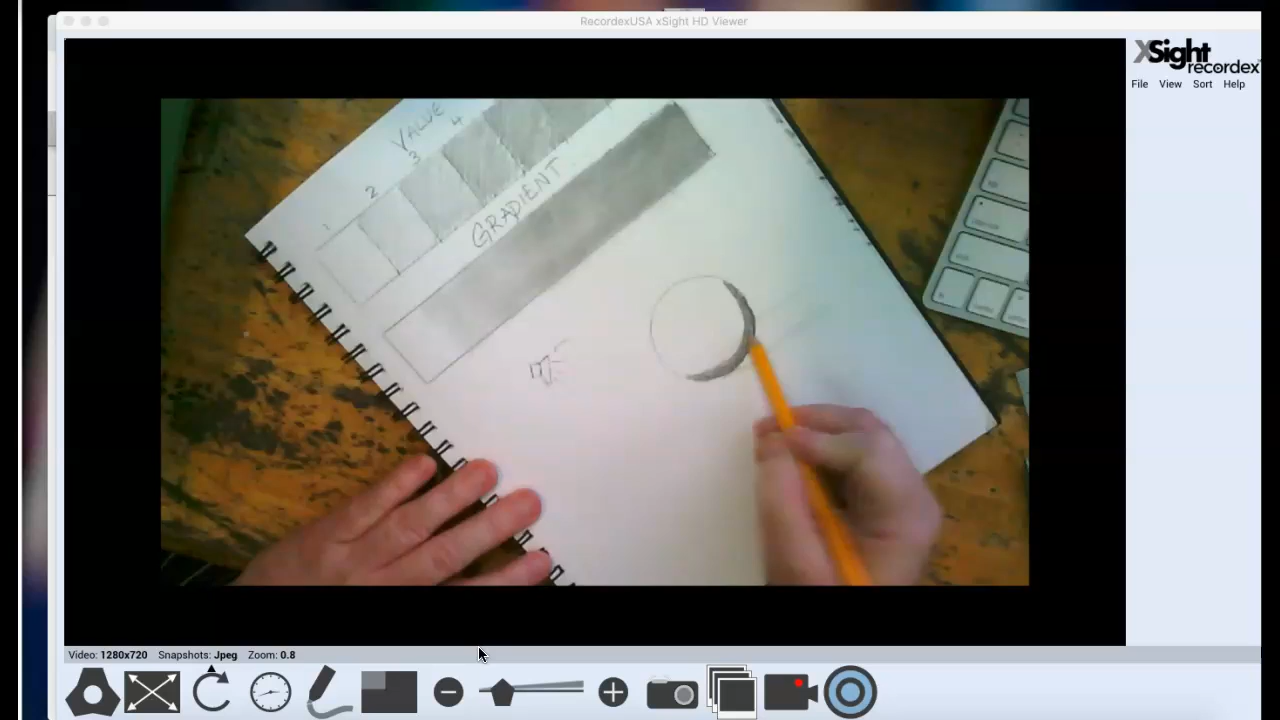 RecordexUSA xSight HD Viewer
XSight
recordex
File View Sort Help
VALUE
1 2 3 4
GRADIENT
Video: 1280x720 Snapshots: Jpeg Zoom: 0.8